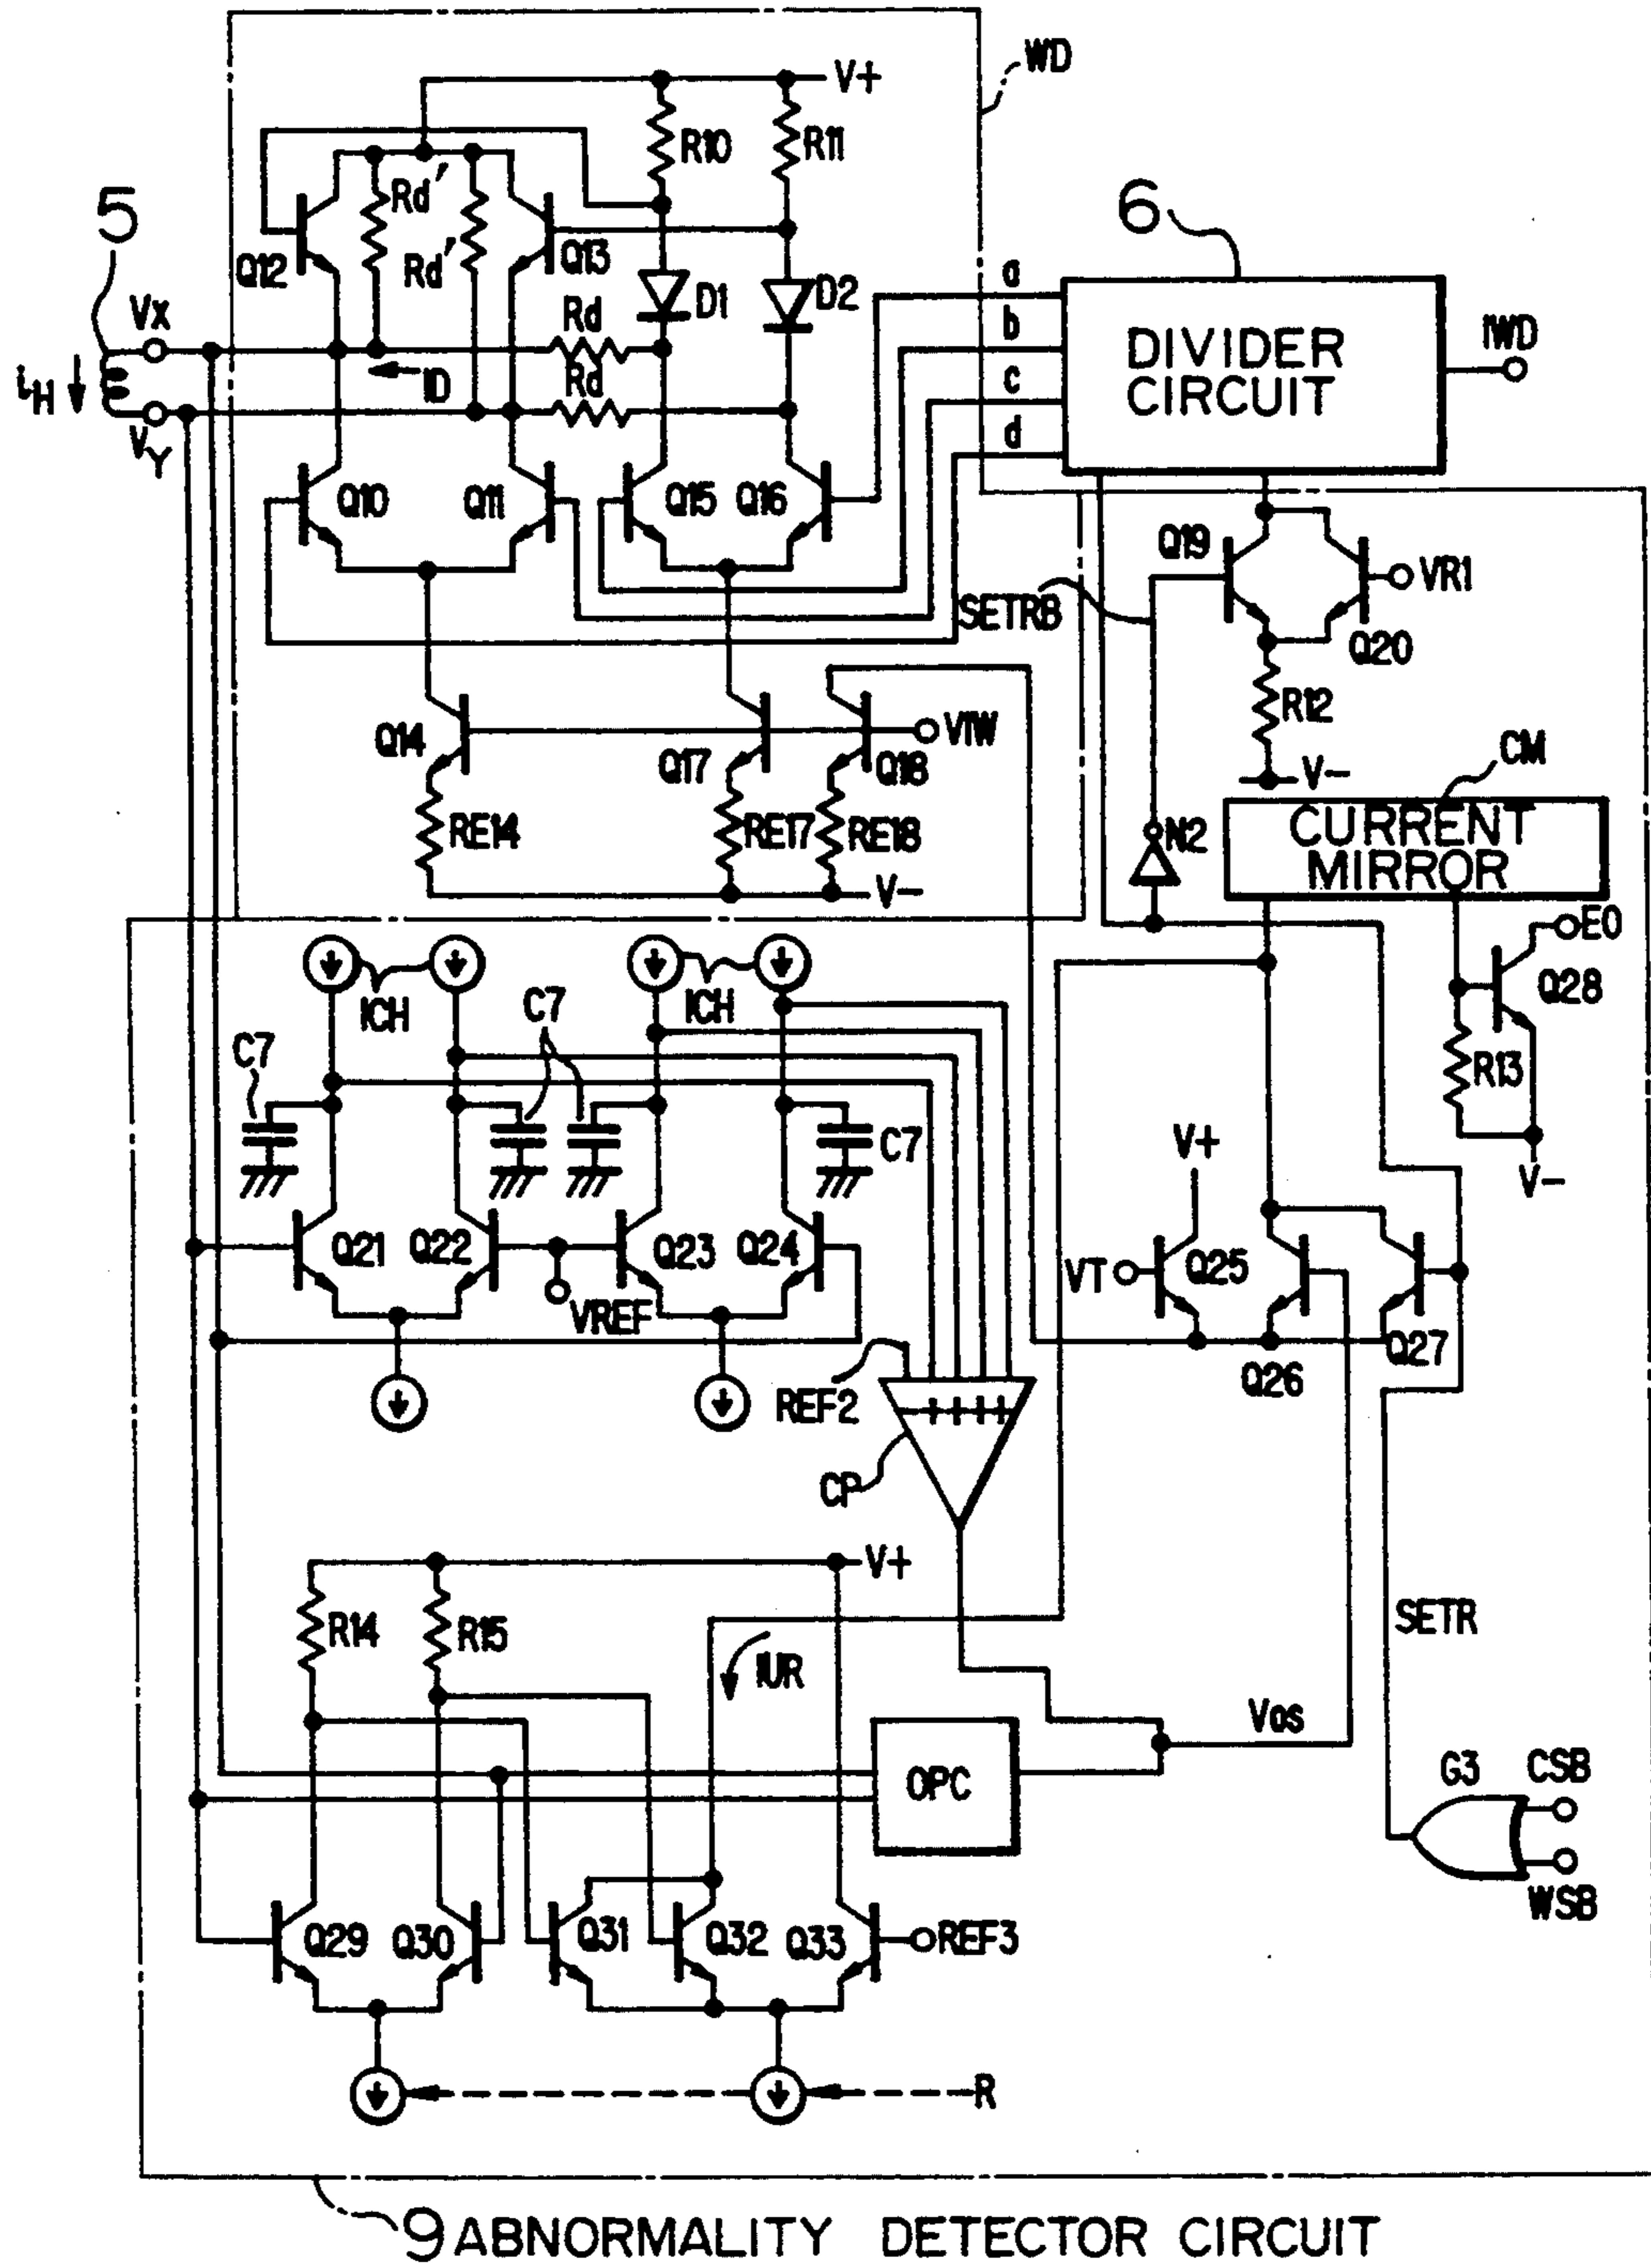 WD
V+
R10
R11
5
Rd'
Rd'
Q12
Q13
6
VX
Rd
D1
D2
a
b
c
d
DIVIDER
CIRCUIT
IWD
iH
ID
Rd
VY
Q10
Q11
Q15
Q16
Q19
VR1
SETRB
Q20
R12
V-
Q14
Q17
Q18
VIW
CM
RE14
RE17
RE18
N2
CURRENT
MIRROR
V-
EO
Q28
ICH
ICH
C7
C7
R13
C7
V+
V-
Q21
Q22
Q23
Q24
VT
Q25
VREF
Q27
Q26
REF2
CP
V+
R14
R15
SETR
IUR
Vos
OPC
G3
CSB
WSB
Q29
Q30
Q31
Q32
Q33
REF3
R
9 ABNORMALITY DETECTOR CIRCUIT